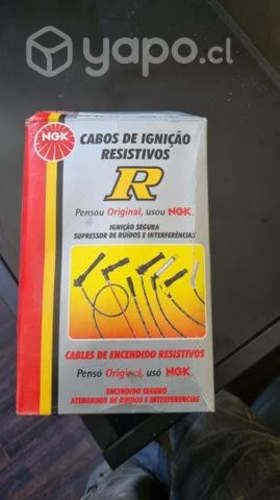 yapo.cl
NGK
CABOS DE IGNIÇÃO
RESISTIVOS
R
Pensou Original, usou NGK.
IGNIÇÃO SEGURA
SUPRESSOR DE RUÍDOS E INTERFERÊNCIAS
CABLES DE ENCENDIDO RESISTIVOS
Pensó Original, usó NGK.
ENCENDIDO SEGURO
ATENUADOR DE RUIDOS E INTERFERENCIAS